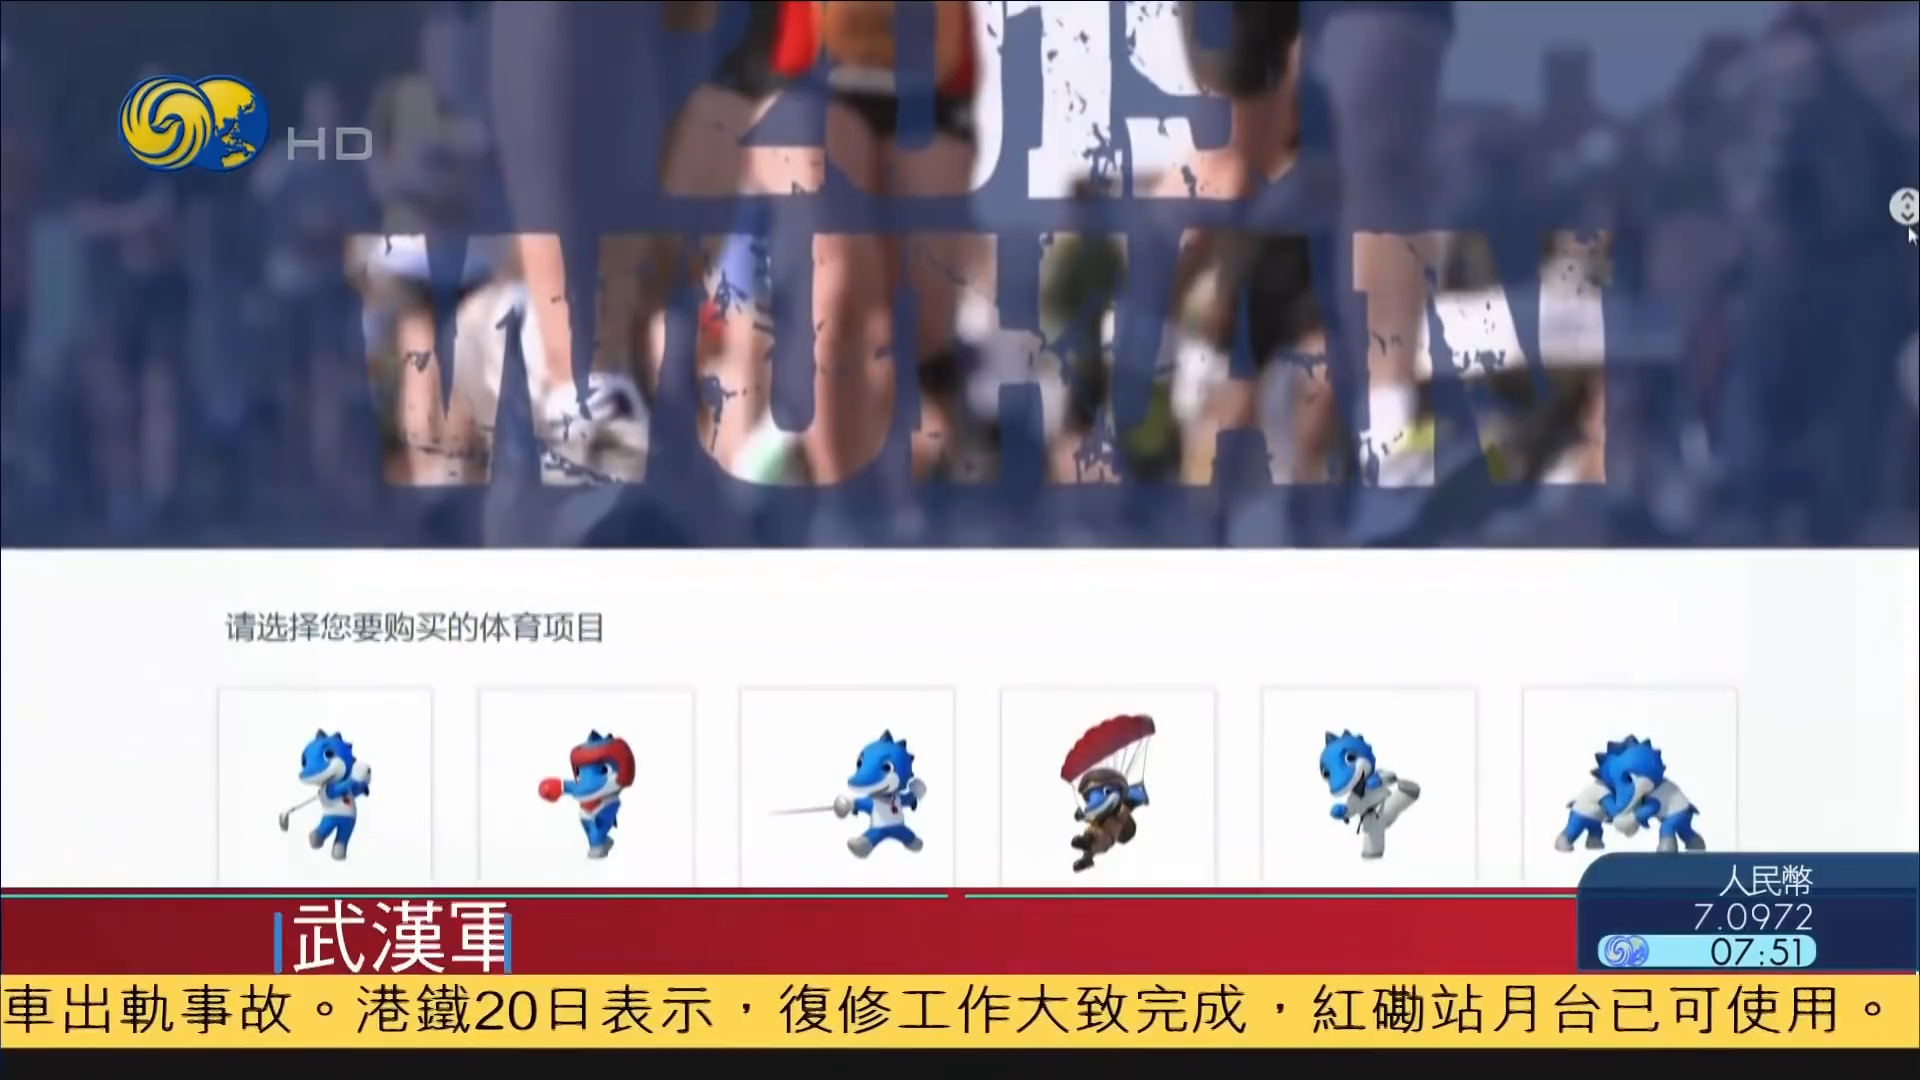 HD
2019
WUHAN
请选择您要购买的体育项目
武漢軍
人民幣
7.0972
07:51
車出軌事故。港鐵20日表示，復修工作大致完成，紅磡站月台已可使用。